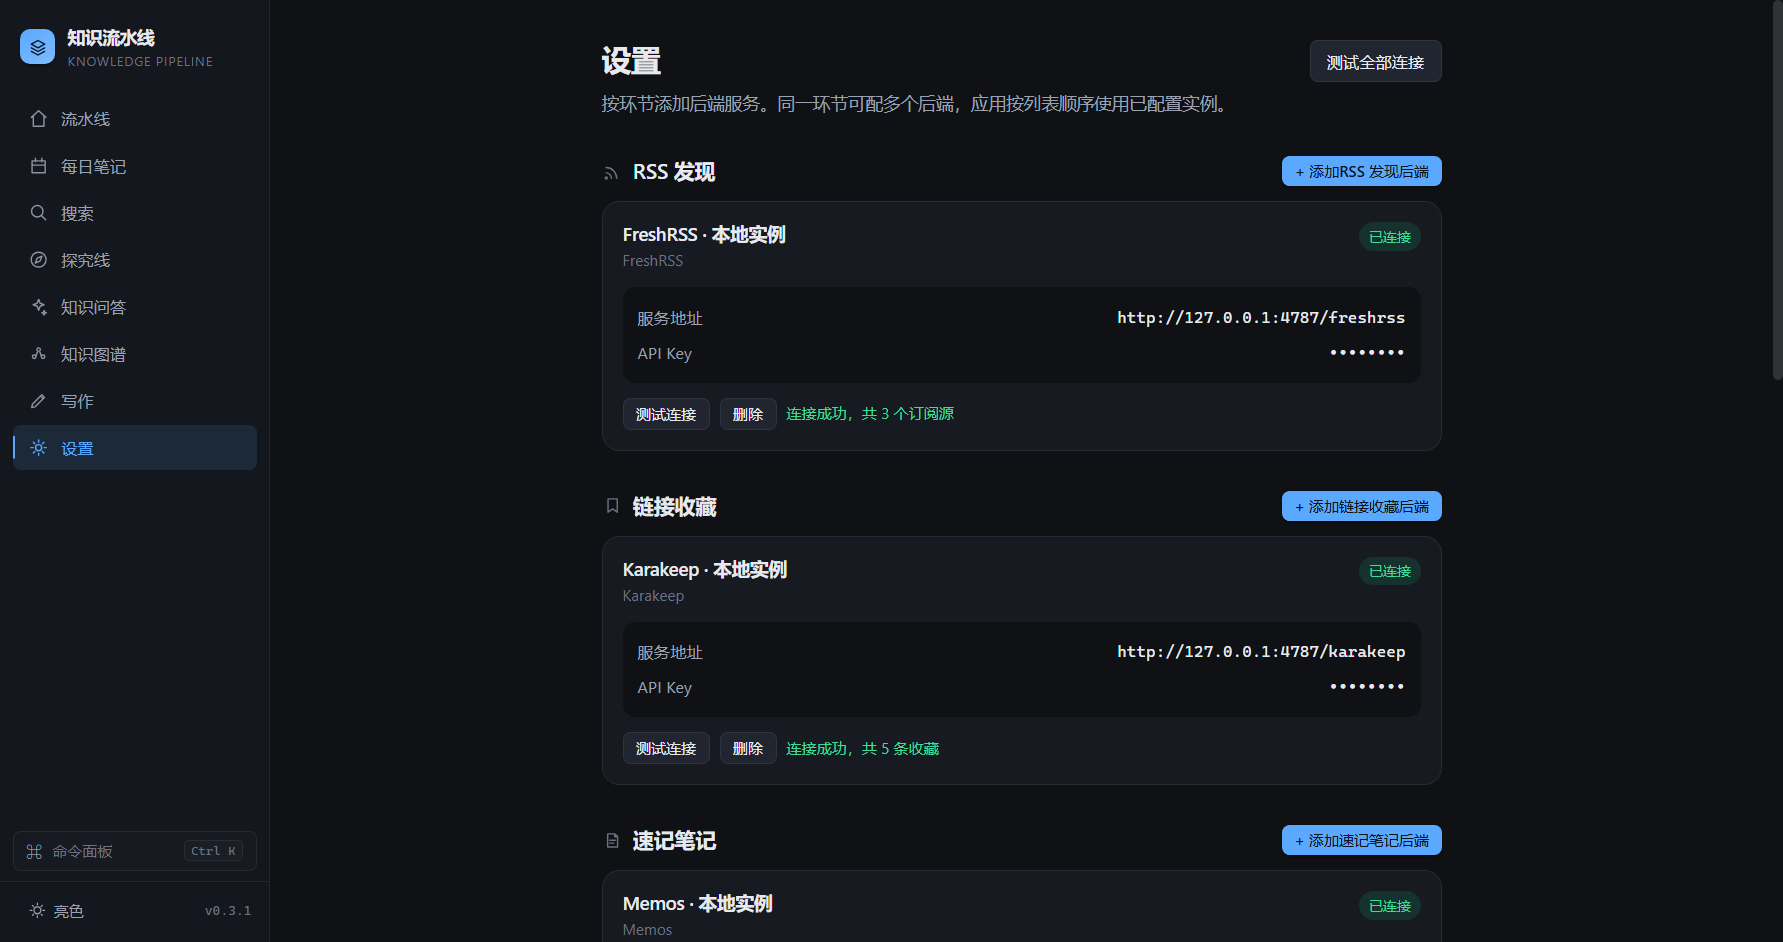 知识流水线
KNOWLEDGE PIPELINE
流水线
每日笔记
搜索
探究线
知识问答
知识图谱
写作
设置
命令面板 Ctrl K
亮色 v0.3.1
设置
测试全部连接
按环节添加后端服务。同一环节可配多个后端，应用按列表顺序使用已配置实例。
RSS 发现
+ 添加RSS 发现后端
FreshRSS · 本地实例
已连接
FreshRSS
服务地址 http://127.0.0.1:4787/freshrss
API Key ••••••••
测试连接 删除 连接成功，共 3 个订阅源
链接收藏
+ 添加链接收藏后端
Karakeep · 本地实例
已连接
Karakeep
服务地址 http://127.0.0.1:4787/karakeep
API Key ••••••••
测试连接 删除 连接成功，共 5 条收藏
速记笔记
+ 添加速记笔记后端
Memos · 本地实例
已连接
Memos